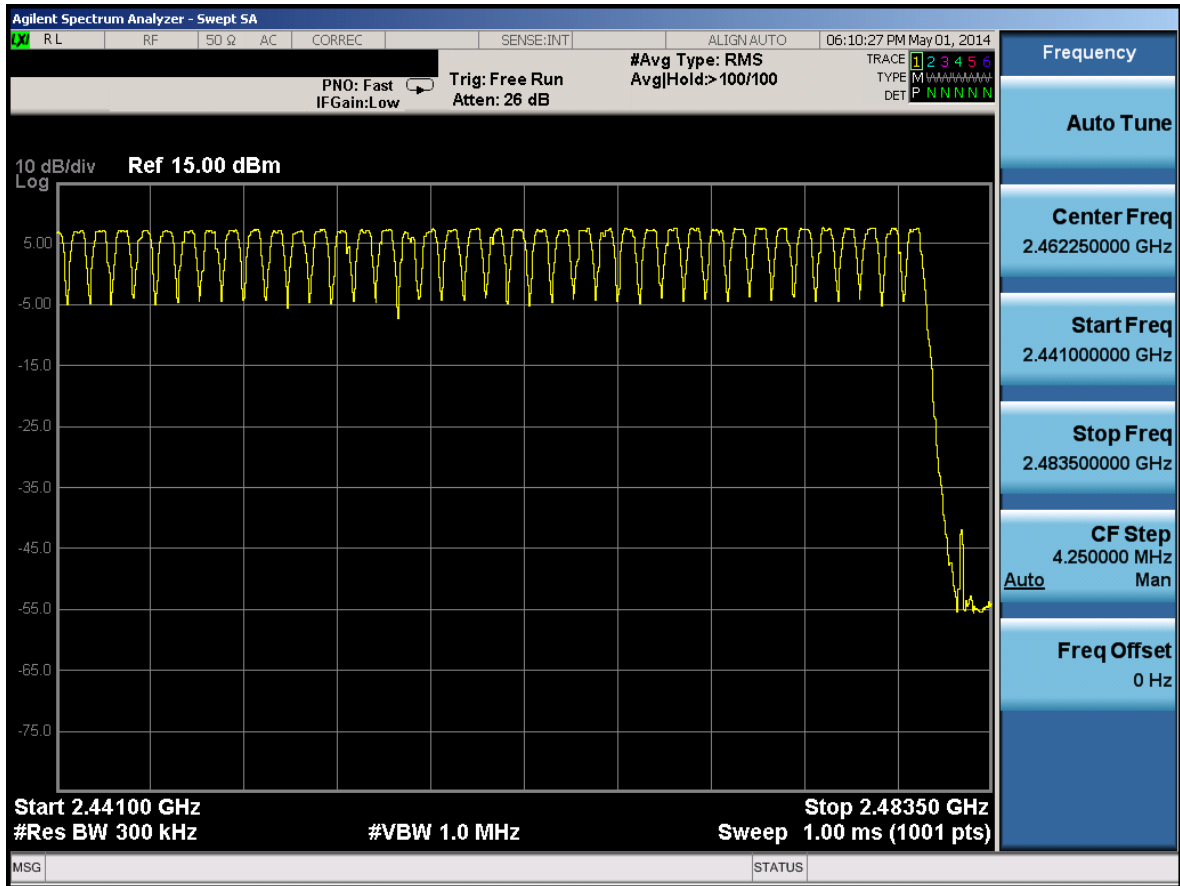 Agilent Spectrum Analyzer - Swept SA
LXI RL RF 50 Ω AC CORREC SENSE:INT ALIGN AUTO 06:10:27 PM May 01, 2014
PNO: Fast
IFGain:Low
Trig: Free Run
Atten: 26 dB
#Avg Type: RMS
Avg|Hold:>100/100
TRACE 1 2 3 4 5 6
TYPE M WWWWW
DET P N N N N N
10 dB/div Ref 15.00 dBm
Log
5.00
-5.00
-15.0
-25.0
-35.0
-45.0
-55.0
-65.0
-75.0
Start 2.44100 GHz Stop 2.48350 GHz
#Res BW 300 kHz #VBW 1.0 MHz Sweep 1.00 ms (1001 pts)
MSG STATUS
Frequency
Auto Tune
Center Freq
2.462250000 GHz
Start Freq
2.441000000 GHz
Stop Freq
2.483500000 GHz
CF Step
4.250000 MHz
Auto Man
Freq Offset
0 Hz